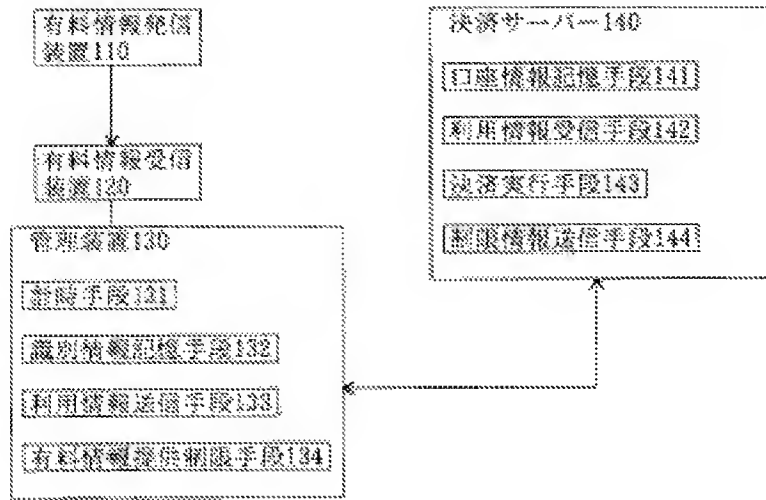 有料情報発信
装置110
有料情報受信
装置120
管理装置130
計時手段131
識別情報記憶手段132
利用情報送信手段133
有料情報提供制限手段134
決済サーバー140
口座情報記憶手段141
利用情報受信手段142
決済実行手段143
制限情報送信手段144